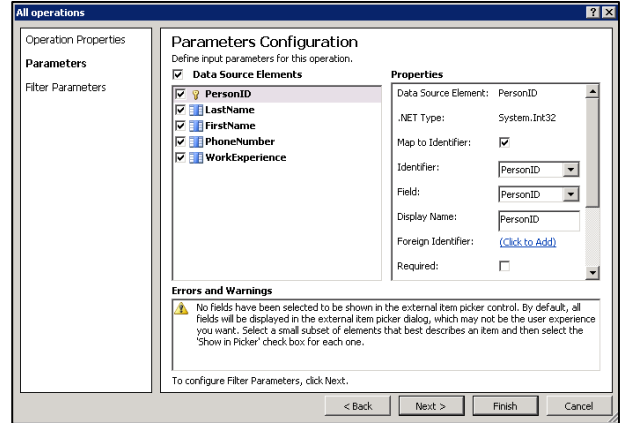 All operations
Operation Properties
Parameters
Filter Parameters
Parameters Configuration
Define input parameters for this operation.
Data Source Elements
PersonID
LastName
FirstName
PhoneNumber
WorkExperience
Properties
Data Source Element: PersonID
.NET Type: System.Int32
Map to Identifier:
Identifier: PersonID
Field: PersonID
Display Name: PersonID
Foreign Identifier: (Click to Add)
Required:
Errors and Warnings
No fields have been selected to be shown in the external item picker control. By default, all
fields will be displayed in the external item picker dialog, which may not be the user experience
you want. Select a small subset of elements that best describes an item and then select the
'Show in Picker' check box for each one.
To configure Filter Parameters, click Next.
< Back Next > Finish Cancel